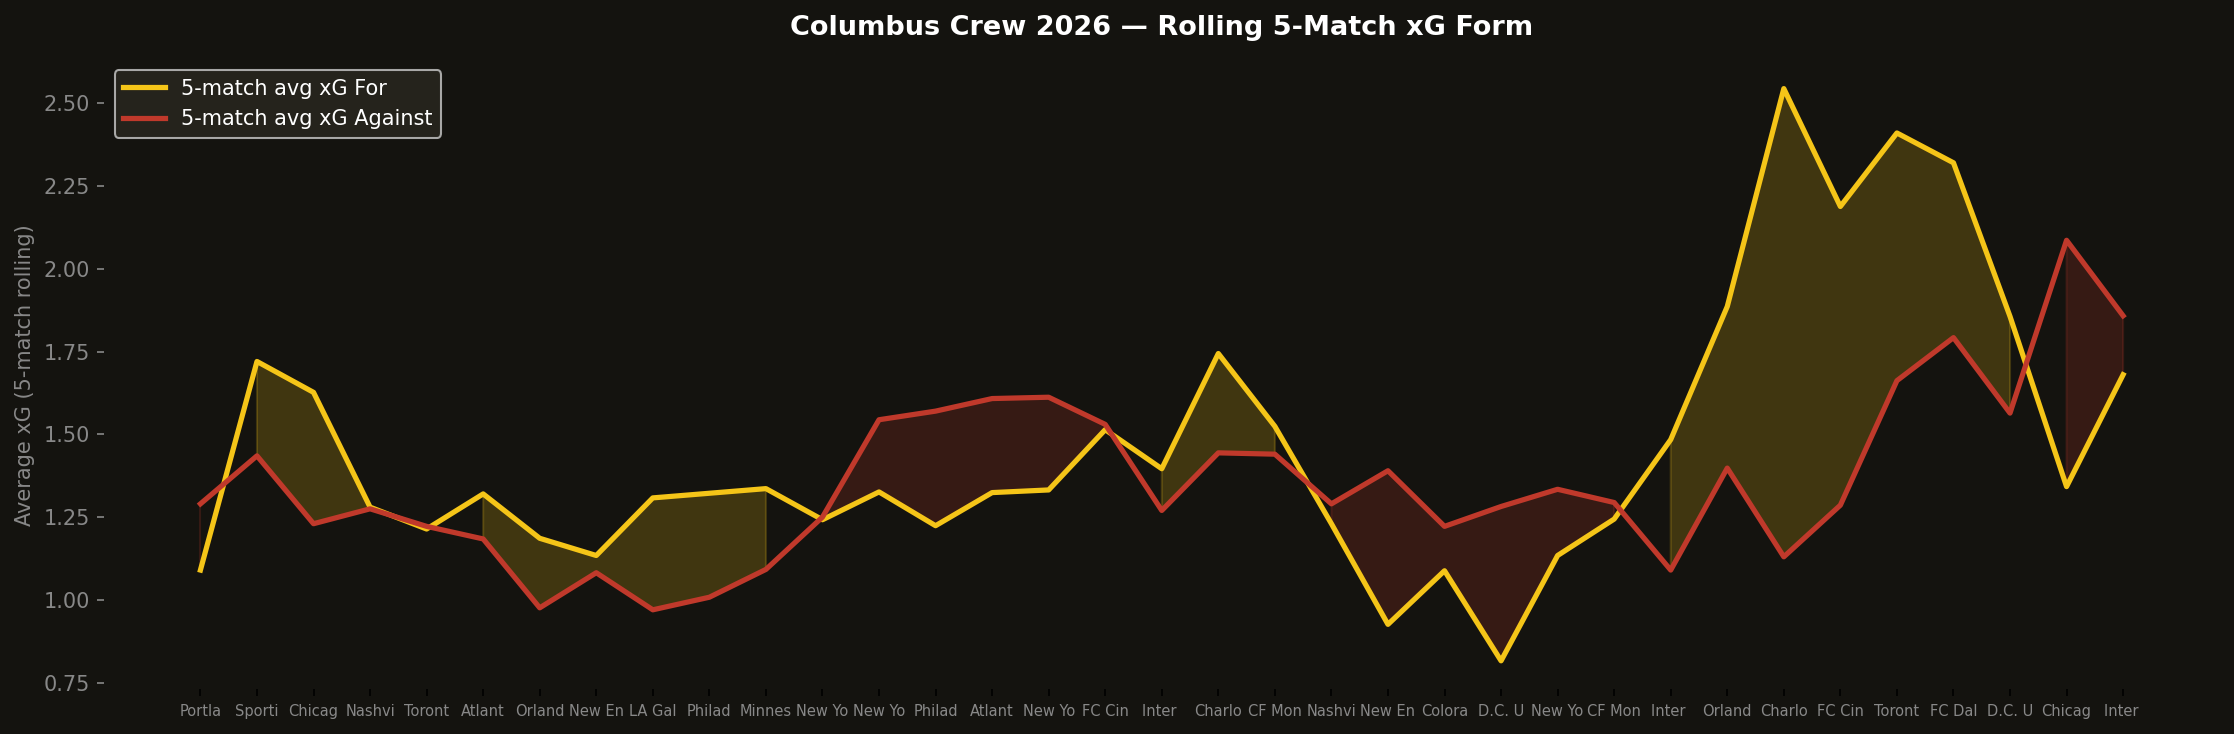 Columbus Crew 2026 — Rolling 5-Match xG Form
5-match avg xG For
5-match avg xG Against
Average xG (5-match rolling)
2.50
2.25
2.00
1.75
1.50
1.25
1.00
0.75
Portla Sporti Chicag Nashvi Toront Atlant Orland New En LA Gal Philad Minnes New Yo New Yo Philad Atlant New Yo FC Cin Inter Charlo CF Mon Nashvi New En Colora D.C. U New Yo CF Mon Inter Orland Charlo FC Cin Toront FC Dal D.C. U Chicag Inter